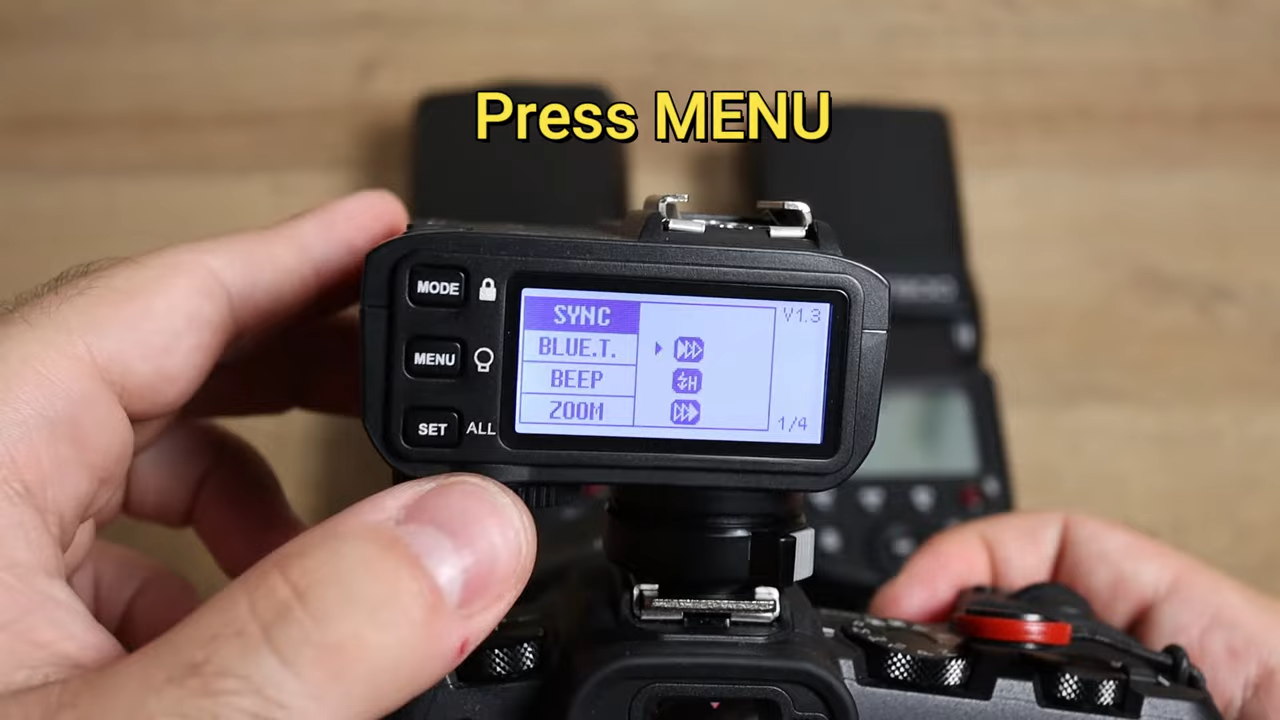 Press MENU
MODE
MENU
SET ALL
SYNC
BLUE.T.
BEEP
ZOOM
H
V1.3
1/4